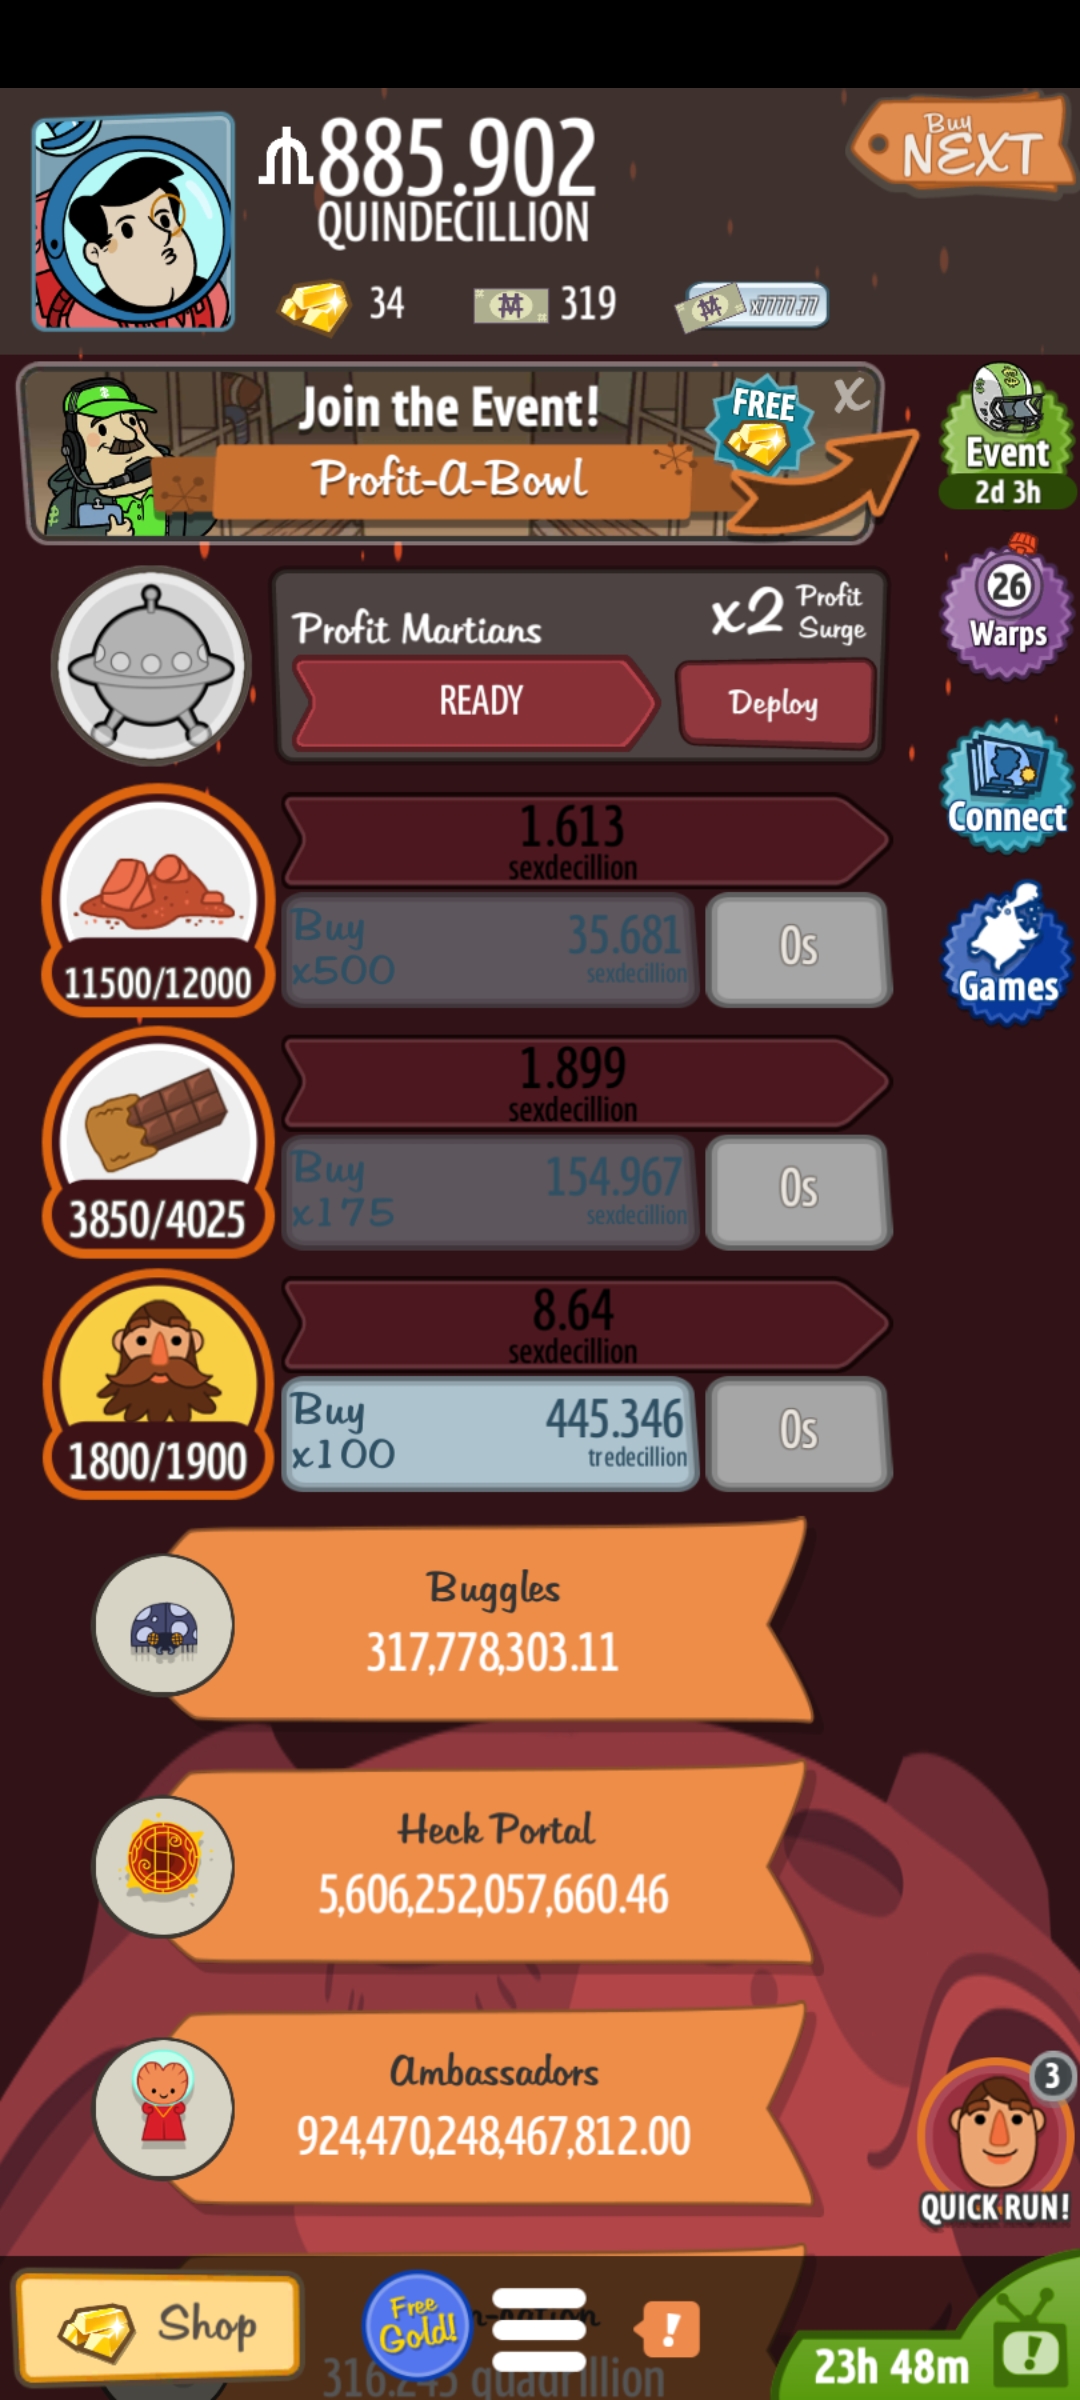 885.902
QUINDECILLION
Buy
NEXT
34
319
x7777.77
Join the Event!
Profit-A-Bowl
FREE
X
Event
2d 3h
Profit Martians
x2 Profit Surge
READY
Deploy
26
Warps
1.613
sexdecillion
Buy x500
35.681
sexdecillion
0s
11500/12000
Connect
Games
1.899
sexdecillion
Buy x175
154.967
sexdecillion
0s
3850/4025
8.64
sexdecillion
Buy x100
445.346
tredecillion
0s
1800/1900
Buggles
317,778,303.11
Heck Portal
5,606,252,057,660.46
Ambassadors
924,470,248,467,812.00
3
QUICK RUN!
Shop
Free Gold!
!
316.245 quadrillion
23h 48m
!